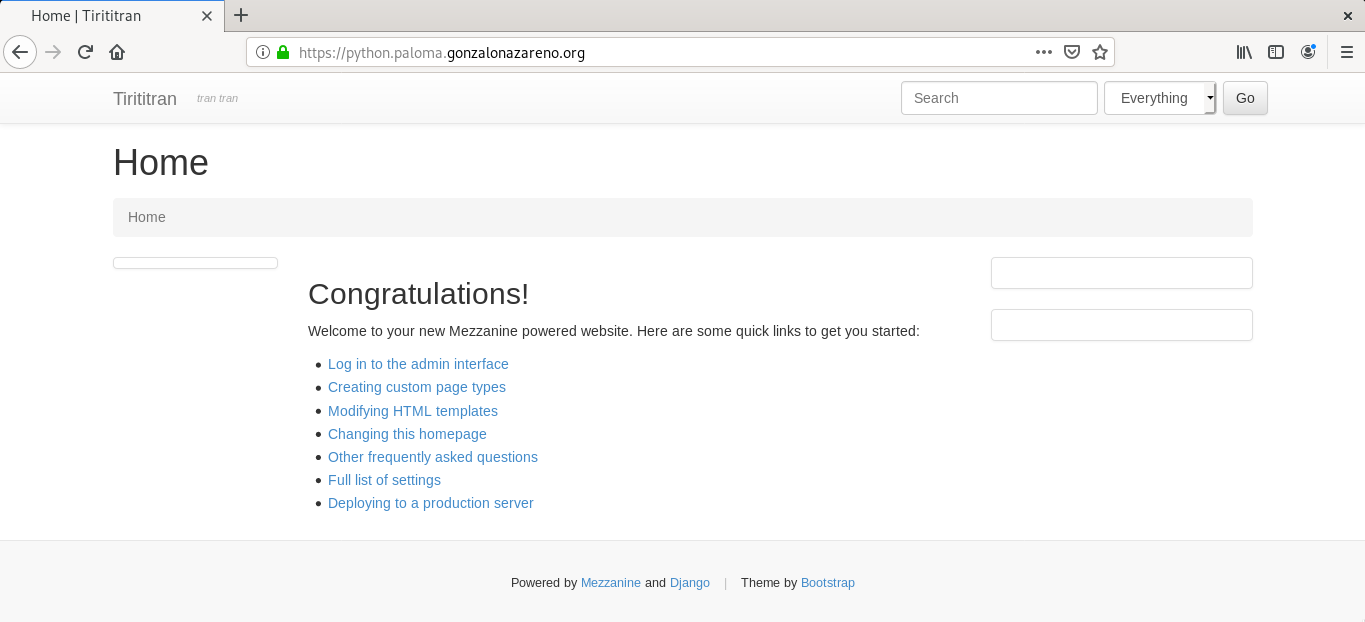 Home | Tirititran
https://python.paloma.gonzalonazareno.org
Tirititran tran tran Search Everything Go
Home
Home
Congratulations!
Welcome to your new Mezzanine powered website. Here are some quick links to get you started:
Log in to the admin interface
Creating custom page types
Modifying HTML templates
Changing this homepage
Other frequently asked questions
Full list of settings
Deploying to a production server
Powered by Mezzanine and Django | Theme by Bootstrap